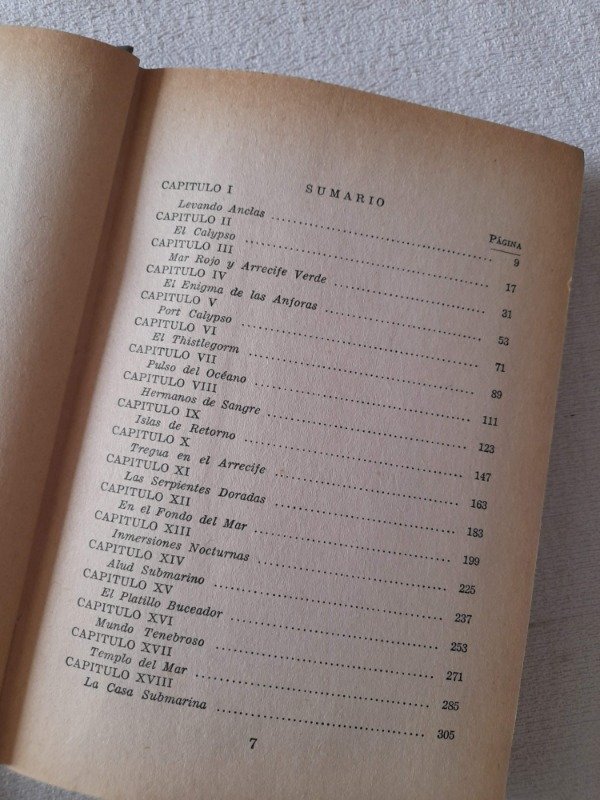 SUMARIO
CAPITULO I
PÁGINA
Levando Anclas ........ 9
CAPITULO II
El Calypso ........ 17
CAPITULO III
Mar Rojo y Arrecife Verde ........ 31
CAPITULO IV
El Enigma de las Anforas ........ 53
CAPITULO V
Port Calypso ........ 71
CAPITULO VI
El Thistlegorm ........ 89
CAPITULO VII
Pulso del Océano ........ 111
CAPITULO VIII
Hermanos de Sangre ........ 123
CAPITULO IX
Islas de Retorno ........ 147
CAPITULO X
Tregua en el Arrecife ........ 163
CAPITULO XI
Las Serpientes Doradas ........ 183
CAPITULO XII
En el Fondo del Mar ........ 199
CAPITULO XIII
Inmersiones Nocturnas ........ 225
CAPITULO XIV
Alud Submarino ........ 237
CAPITULO XV
El Platillo Buceador ........ 253
CAPITULO XVI
Mundo Tenebroso ........ 271
CAPITULO XVII
Templo del Mar ........ 285
CAPITULO XVIII
La Casa Submarina ........ 305
7